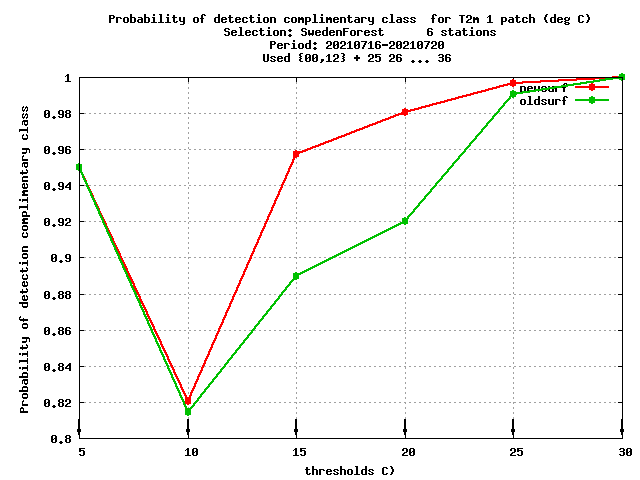 Probability of detection complimentary class  for T2m 1 patch (deg C)
Selection: SwedenForest      6 stations
Period: 20210716-20210720
Used {00,12} + 25 26 ... 36
Probability of detection complimentary class
1
0.98
0.96
0.94
0.92
0.9
0.88
0.86
0.84
0.82
0.8
newsurf
oldsurf
5
10
15
20
25
30
thresholds C)